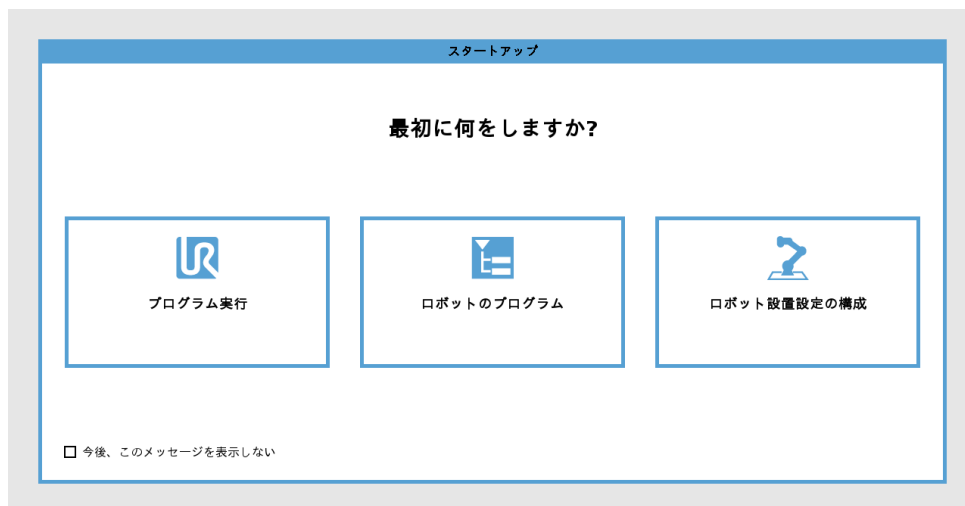 スタートアップ
最初に何をしますか?
プログラム実行
ロボットのプログラム
ロボット設置設定の構成
今後、このメッセージを表示しない